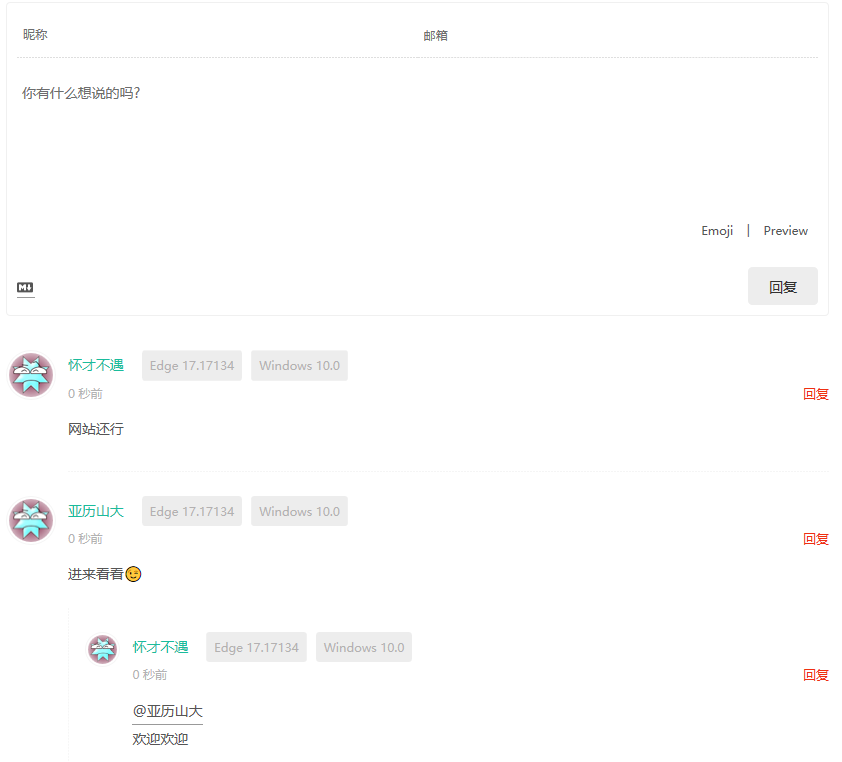 昵称 邮箱
你有什么想说的吗?
Emoji | Preview
M↓ 回复
怀才不遇 Edge 17.17134 Windows 10.0
0 秒前 回复
网站还行
亚历山大 Edge 17.17134 Windows 10.0
0 秒前 回复
进来看看😉
怀才不遇 Edge 17.17134 Windows 10.0
0 秒前 回复
@亚历山大
欢迎欢迎